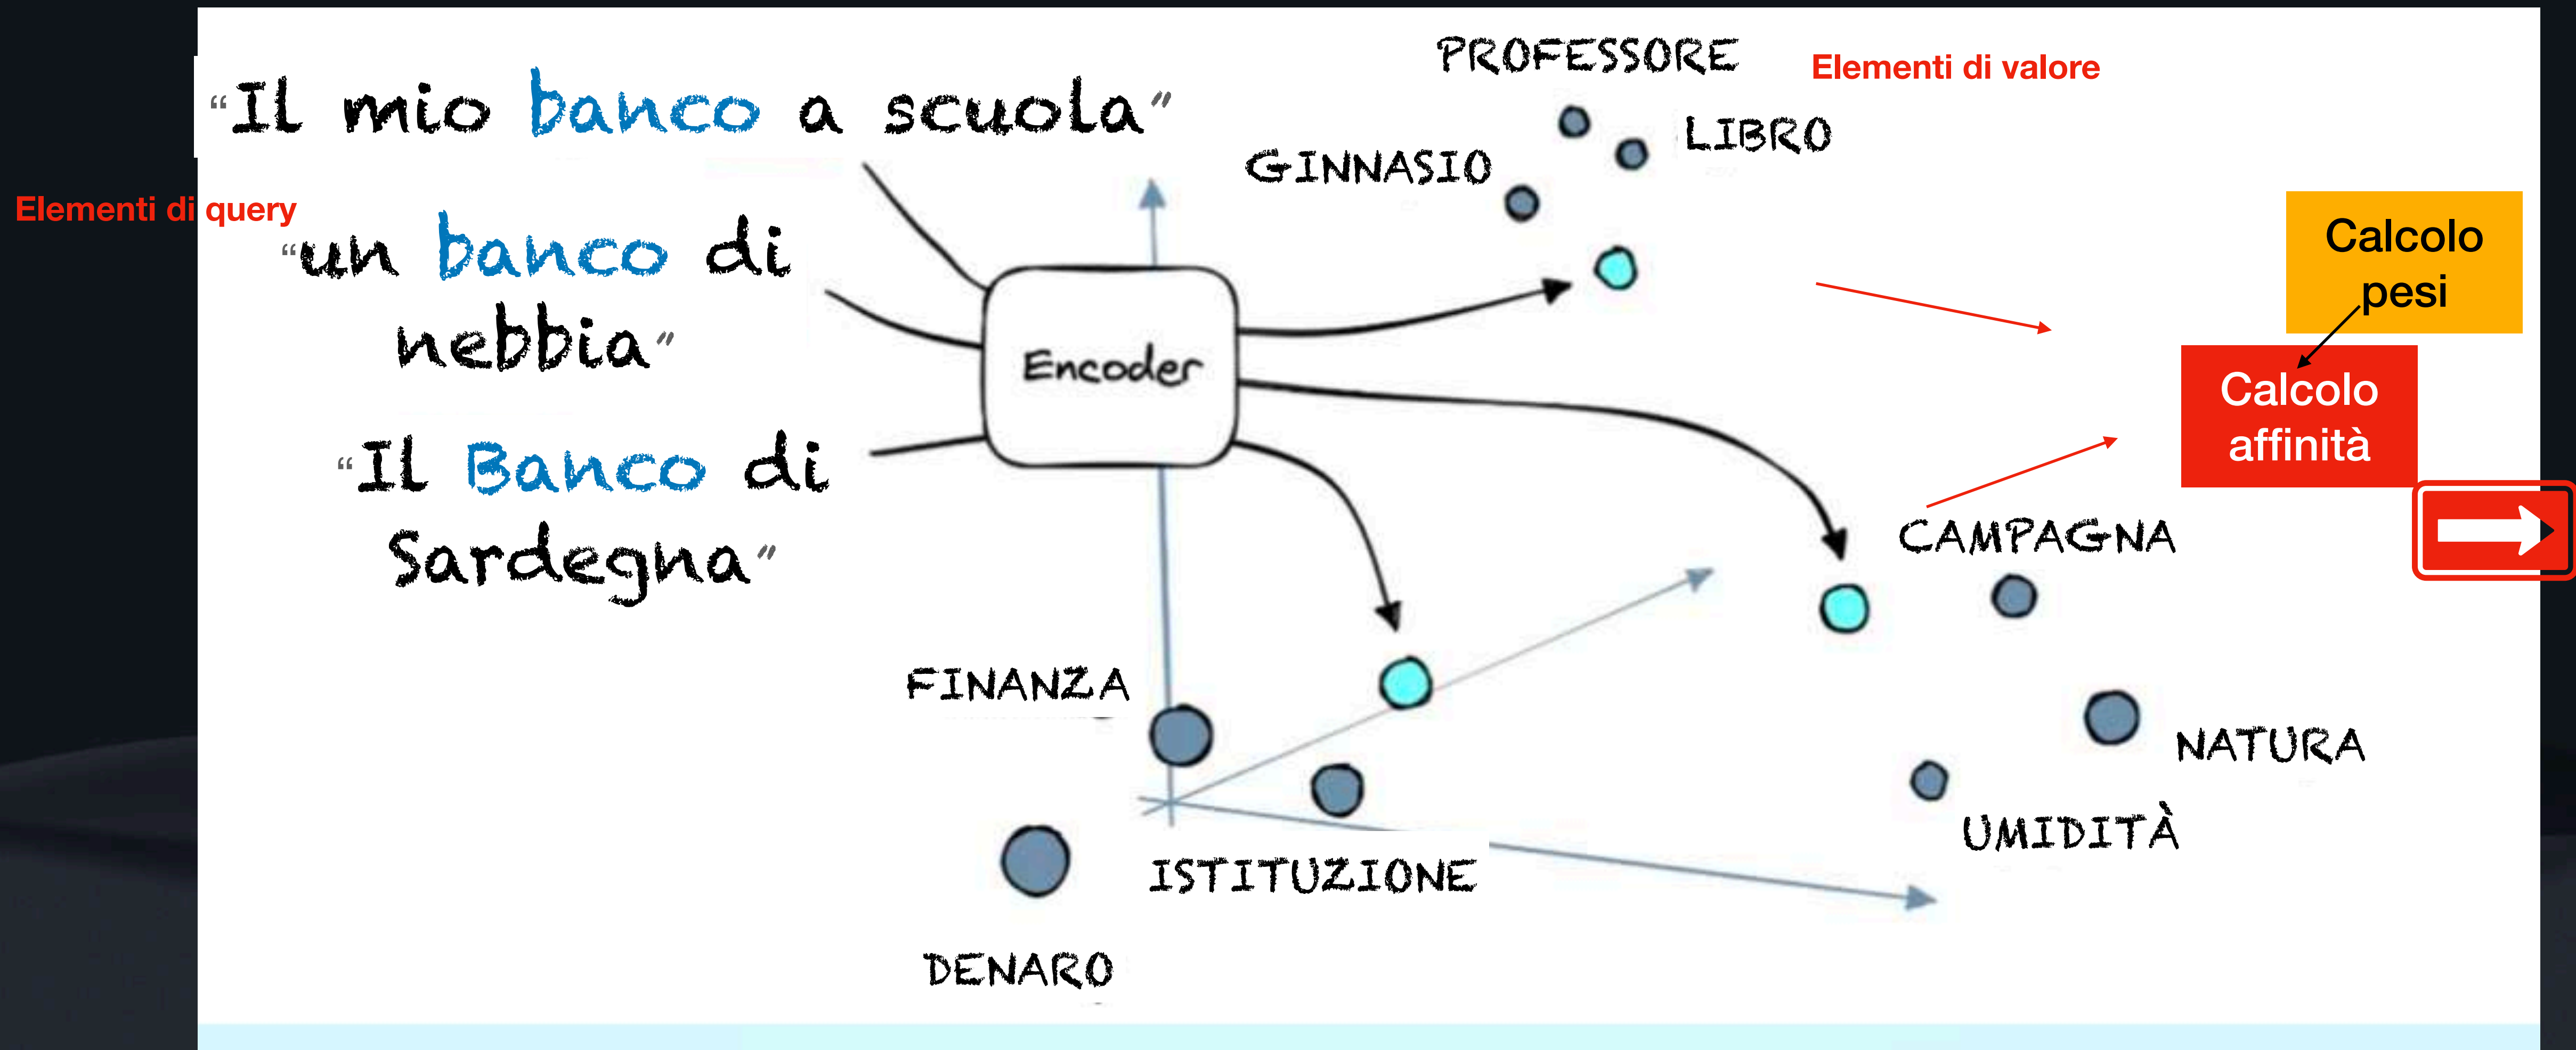 "Il mio banco a scuola"
Elementi di query
"un banco di
nebbia"
"Il Banco di
Sardegna"
Encoder
PROFESSORE
Elementi di valore
LIBRO
GINNASIO
Calcolo
pesi
Calcolo
affinità
CAMPAGNA
NATURA
UMIDITÀ
FINANZA
ISTITUZIONE
DENARO